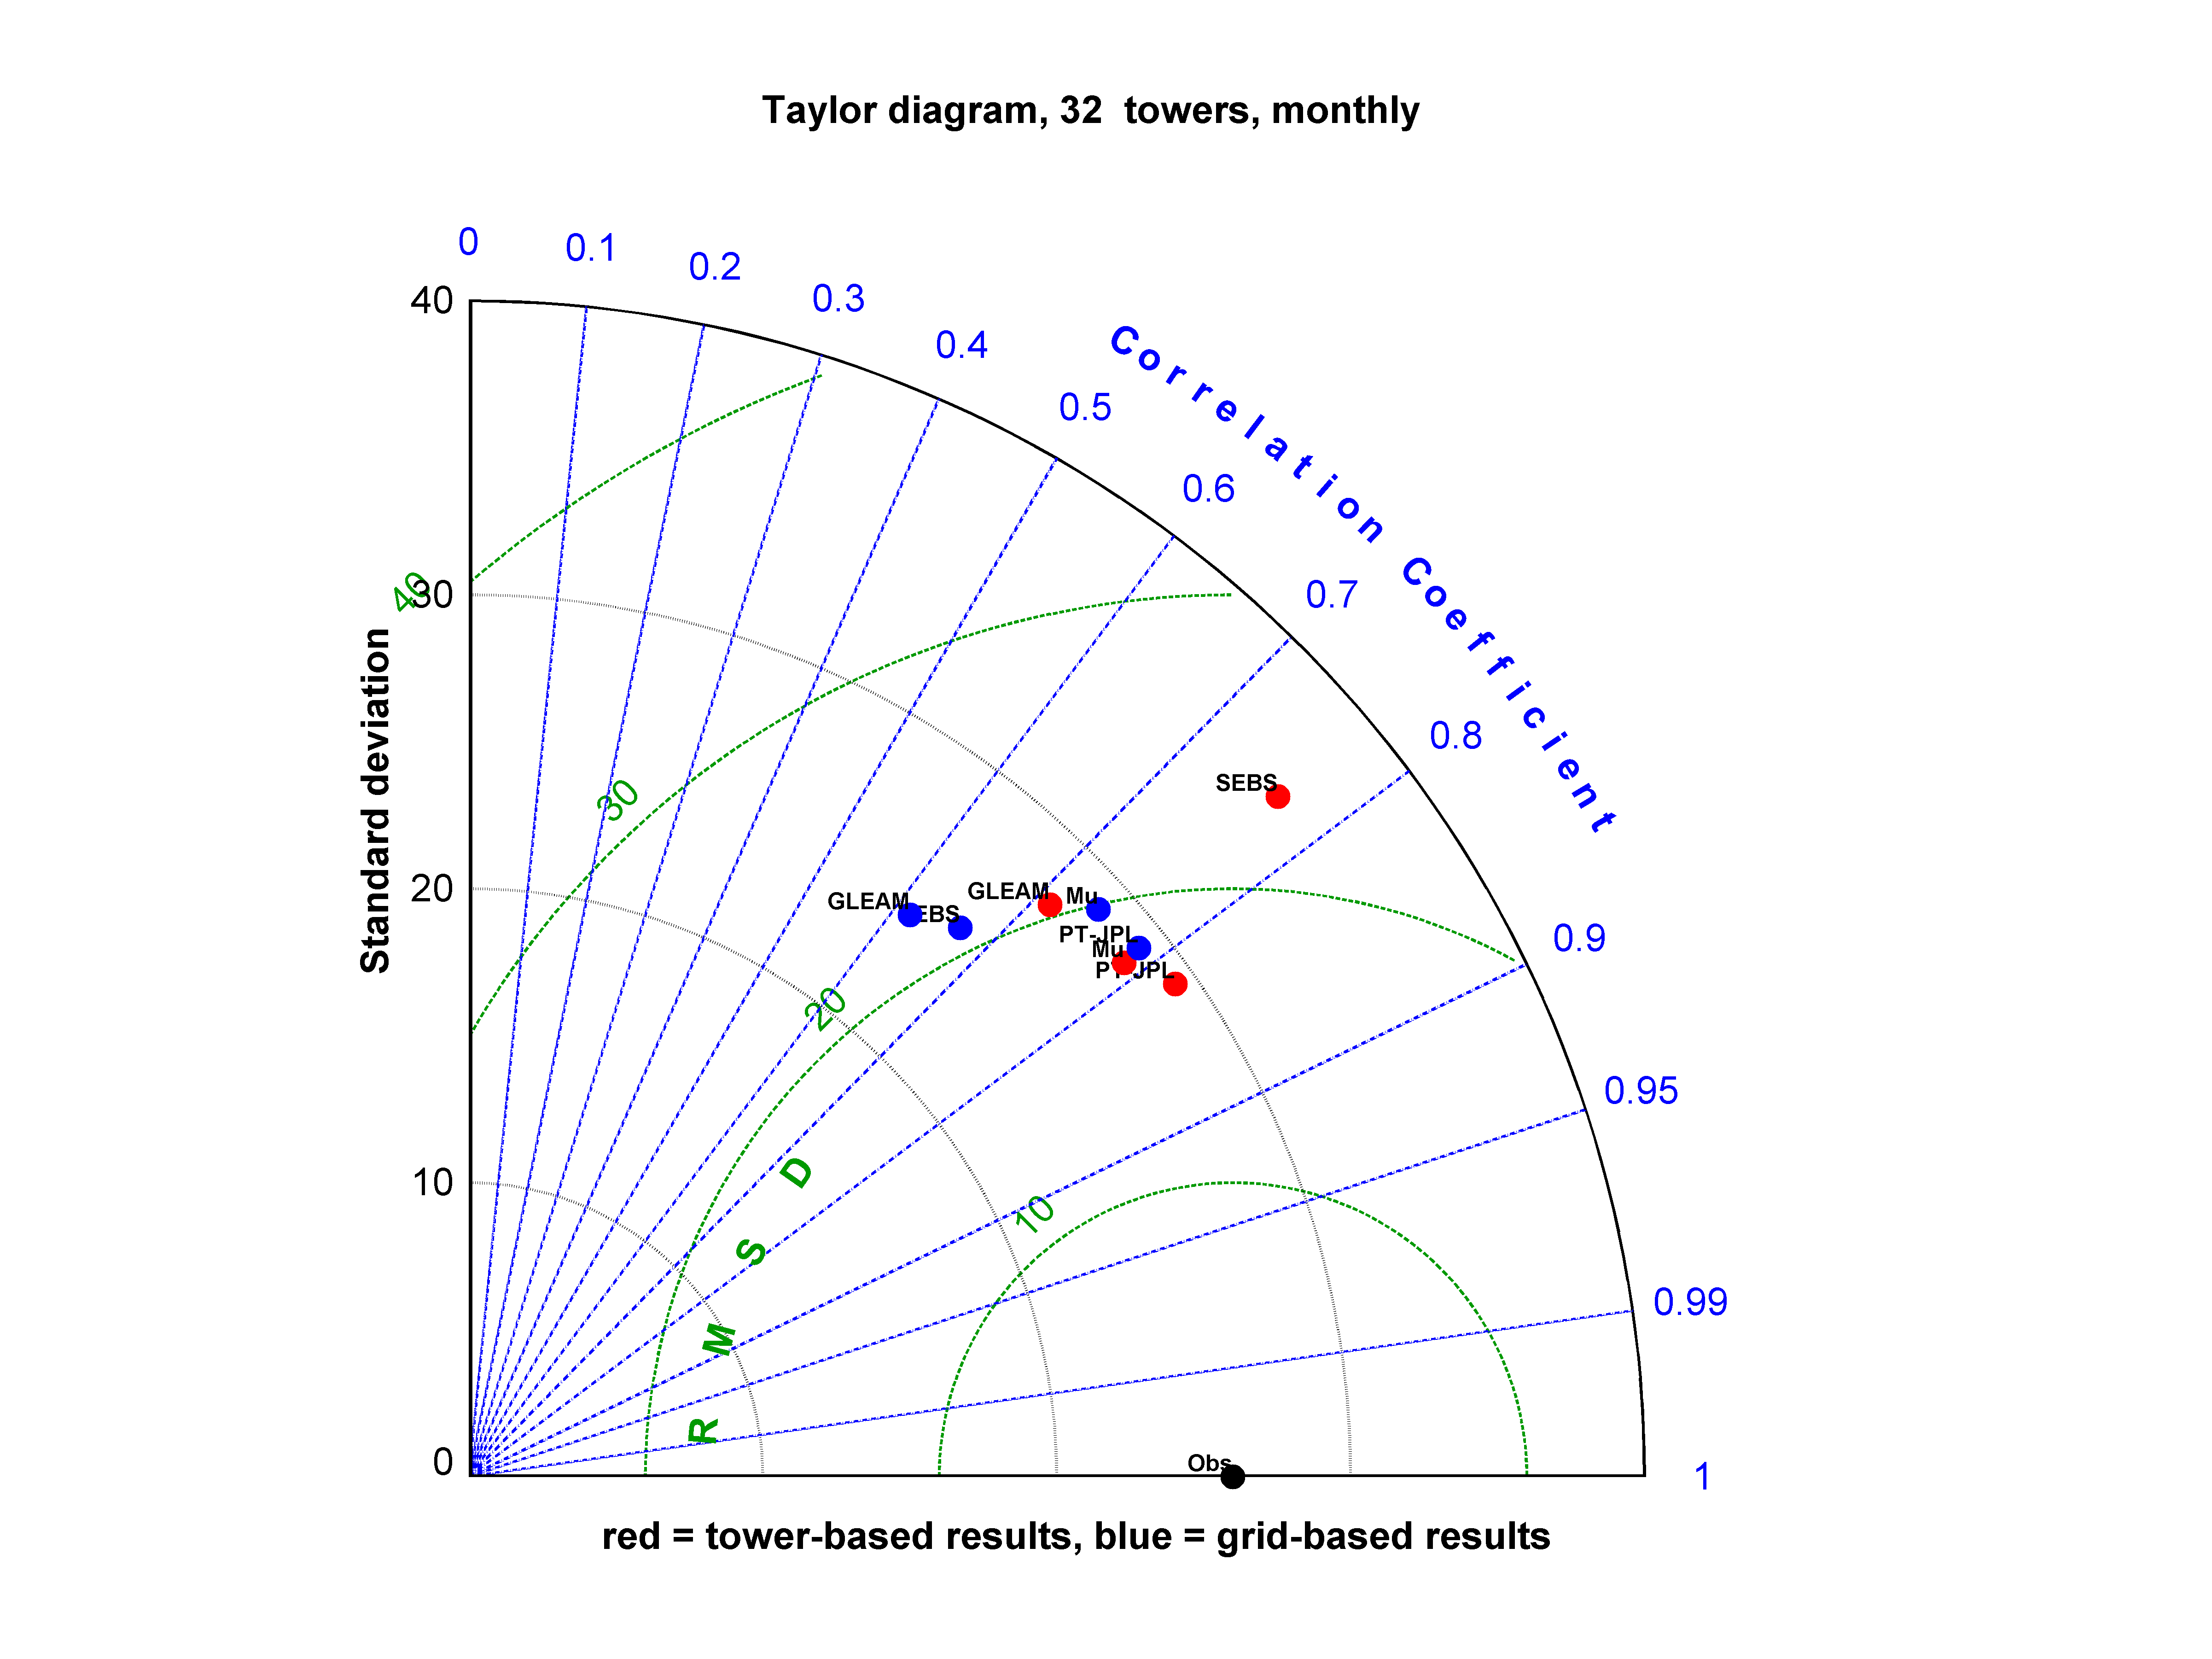 Taylor diagram, 32  towers, monthly
0
0.1
0.2
0.3
0.4
0.5
0.6
0.7
0.8
0.9
0.95
0.99
1
Correlation Coefficient
40
30
20
10
0
Standard deviation
40
30
20
10
RMSD
SEBS
GLEAM
EBS
GLEAM
Mu
PT-JPL
Mu
PT-JPL
Obs
red = tower-based results, blue = grid-based results